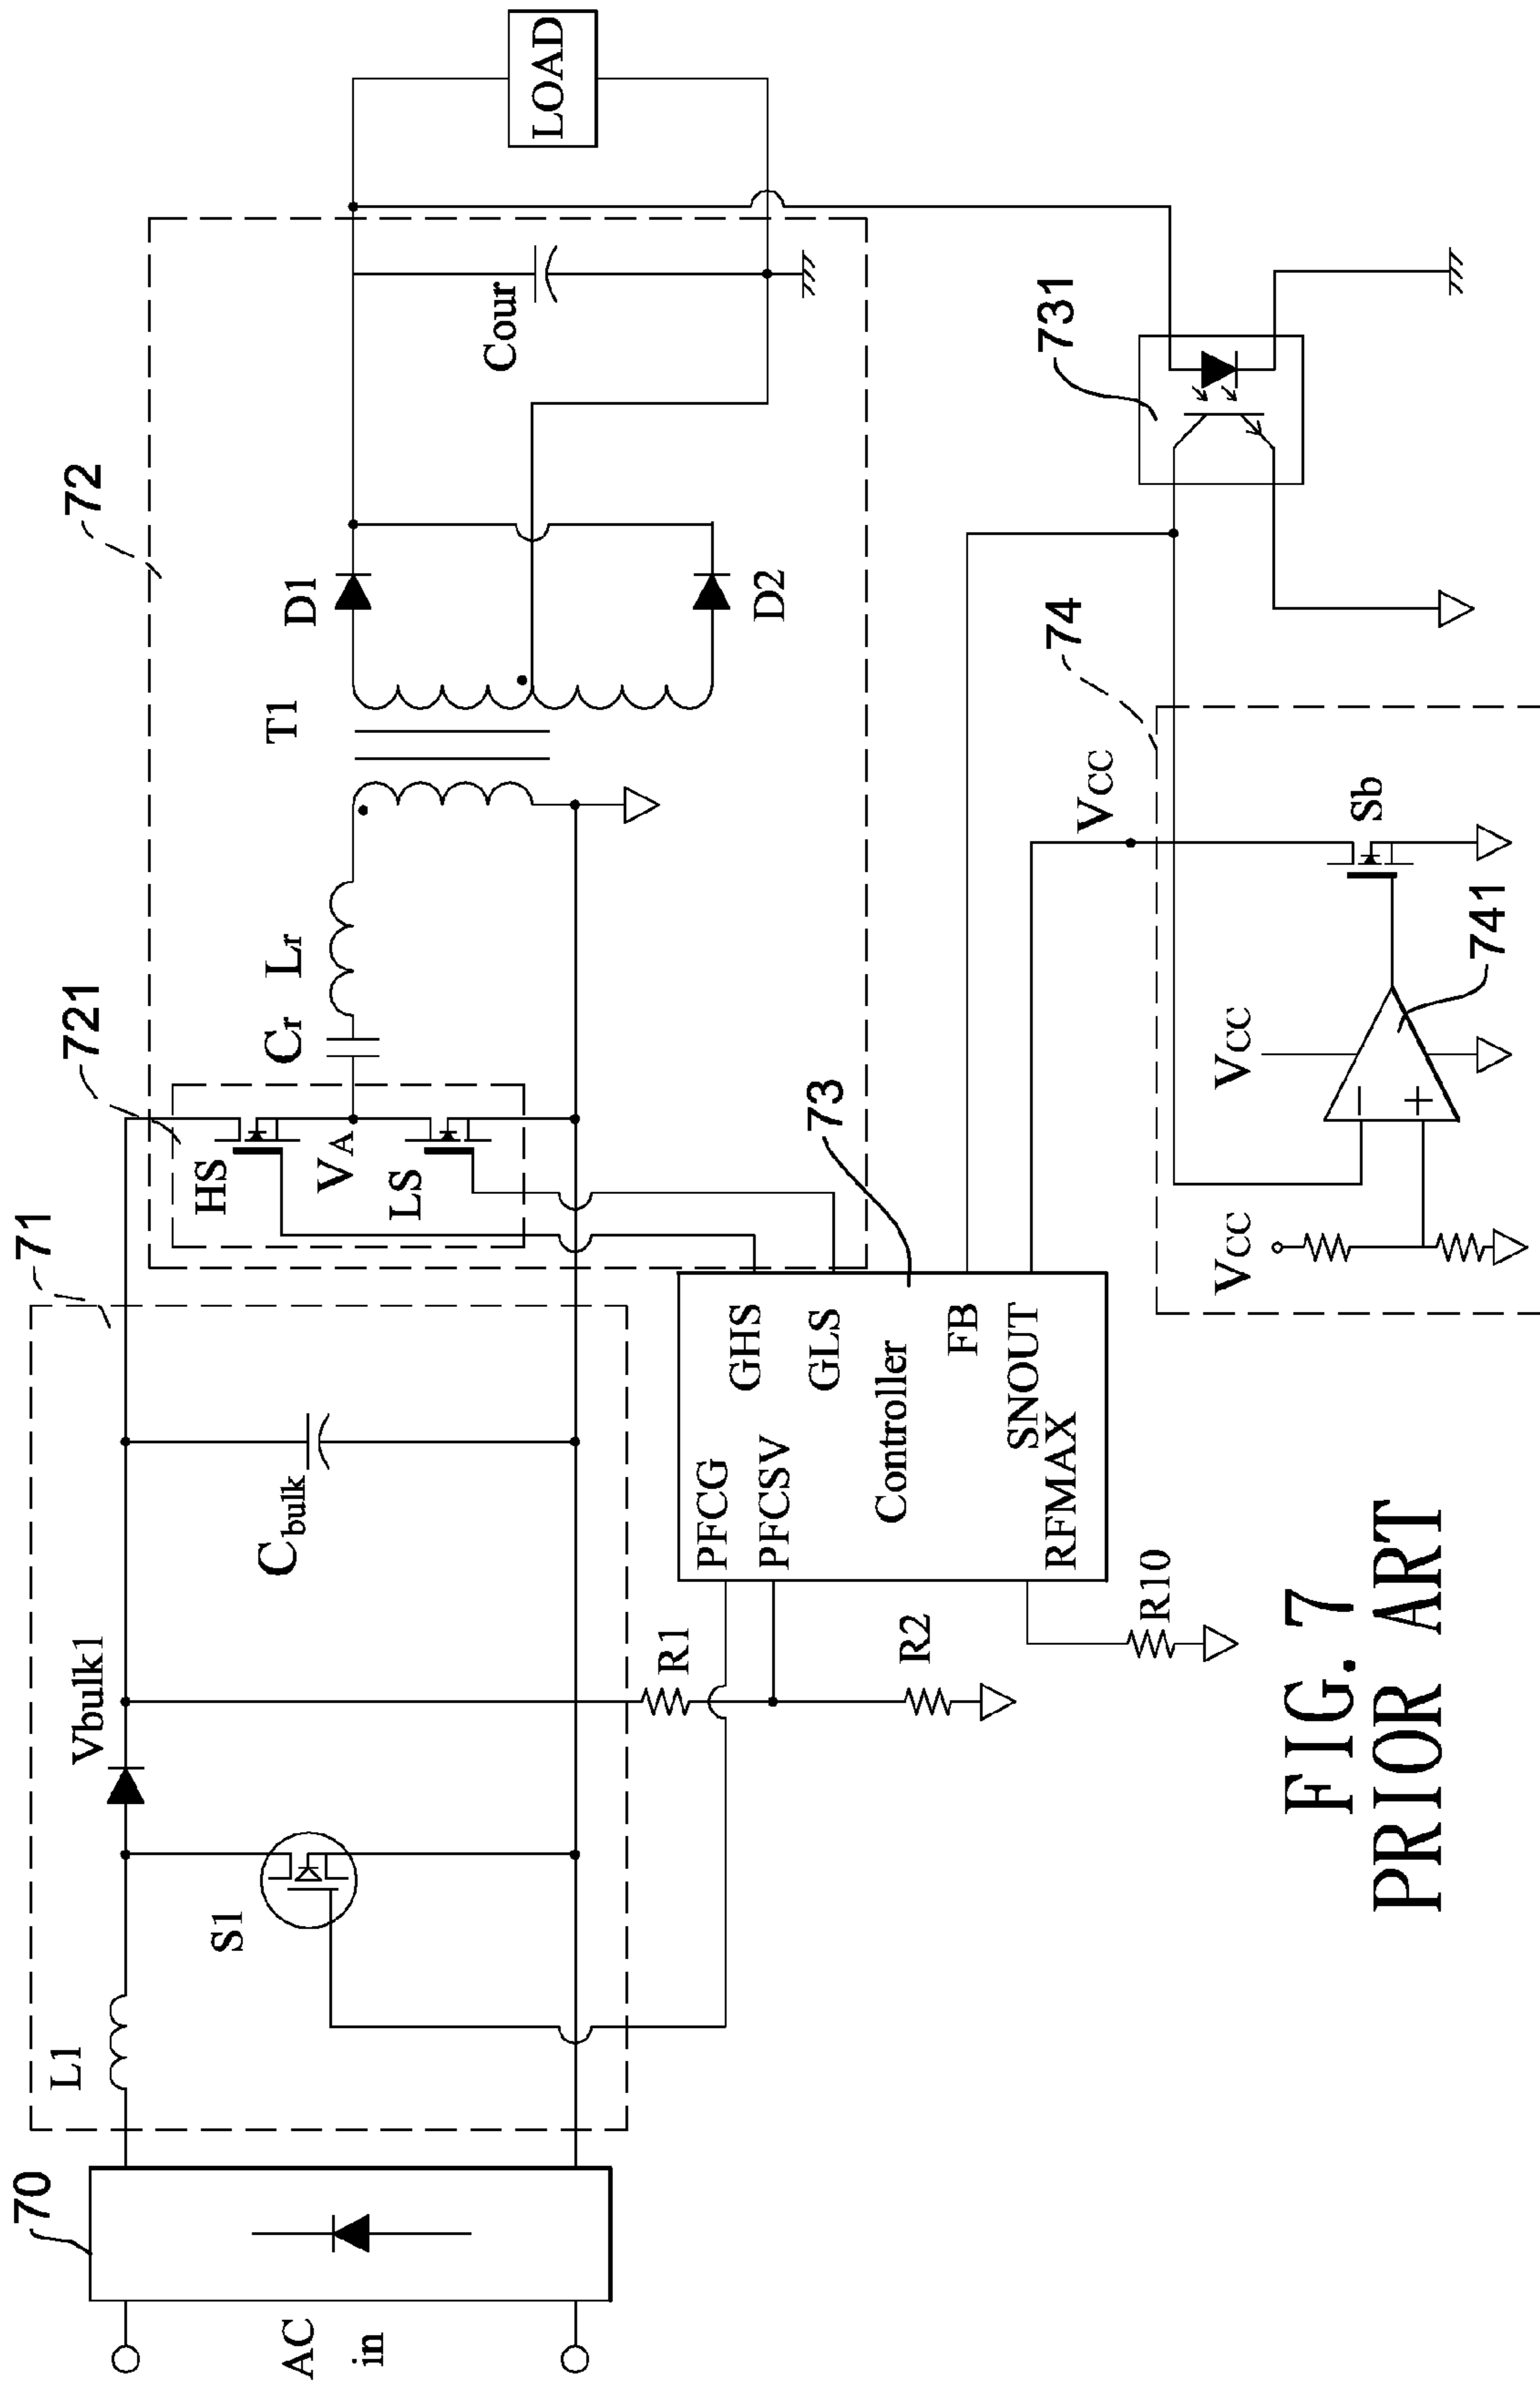 70
71
721
72
AC
in
L1
S1
Vbulk1
Cbulk
HS
VA
LS
Cr
Lr
T1
D1
D2
Cour
LOAD
R1
R2
R10
PFCG
PFCSV
GHS
GLS
Controller
FB
SNOUT
RFMAX
73
731
74
VCC
Sb
VCC
741
VCC
−
+
FIG. 7
PRIOR ART